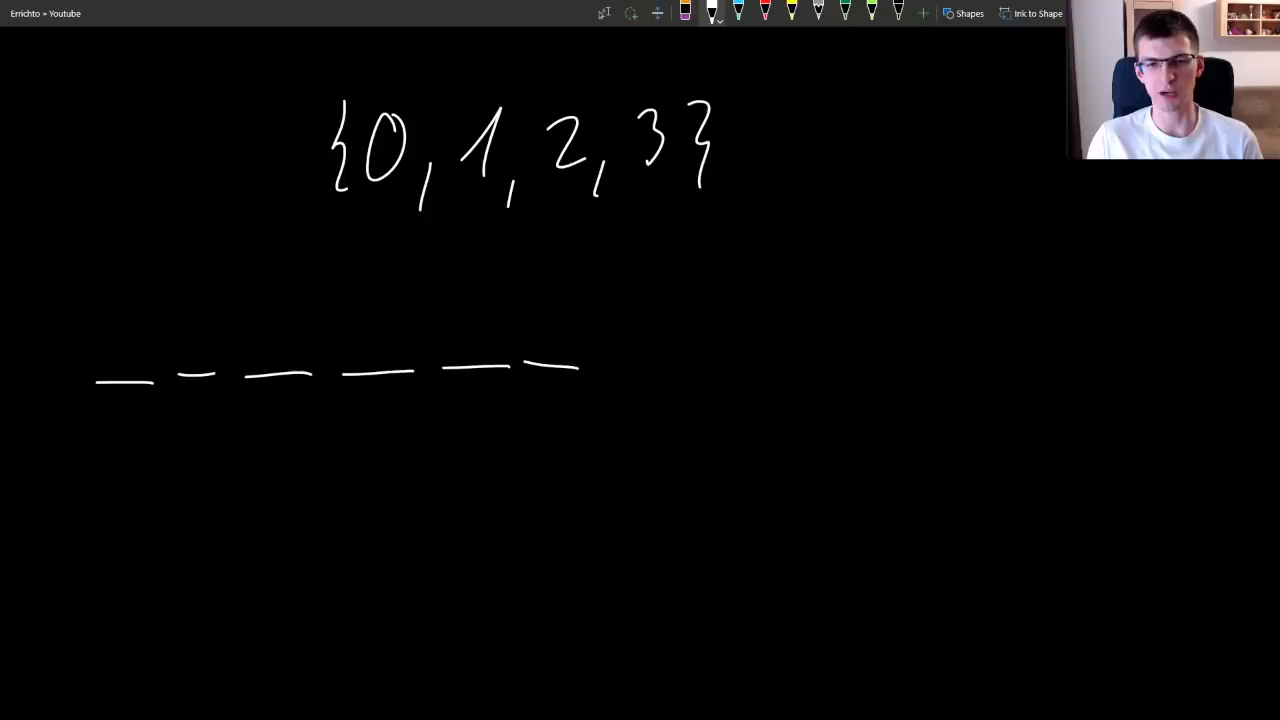 Errichto » Youtube
Shapes
Ink to Shape
{0, 1, 2, 3}